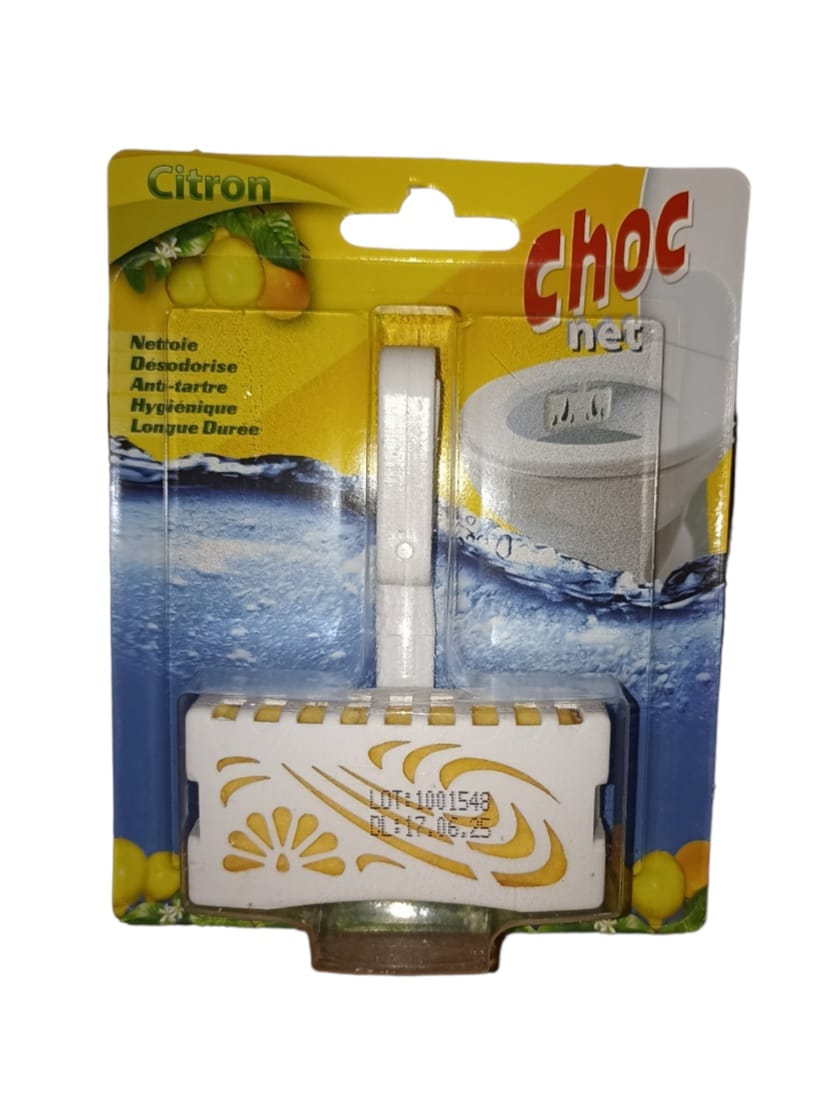 Citron
choc
net
Nettoie
Désodorise
Anti-tartre
Hygiénique
Longue Durée
LOT:1001548
DL:17.06.25